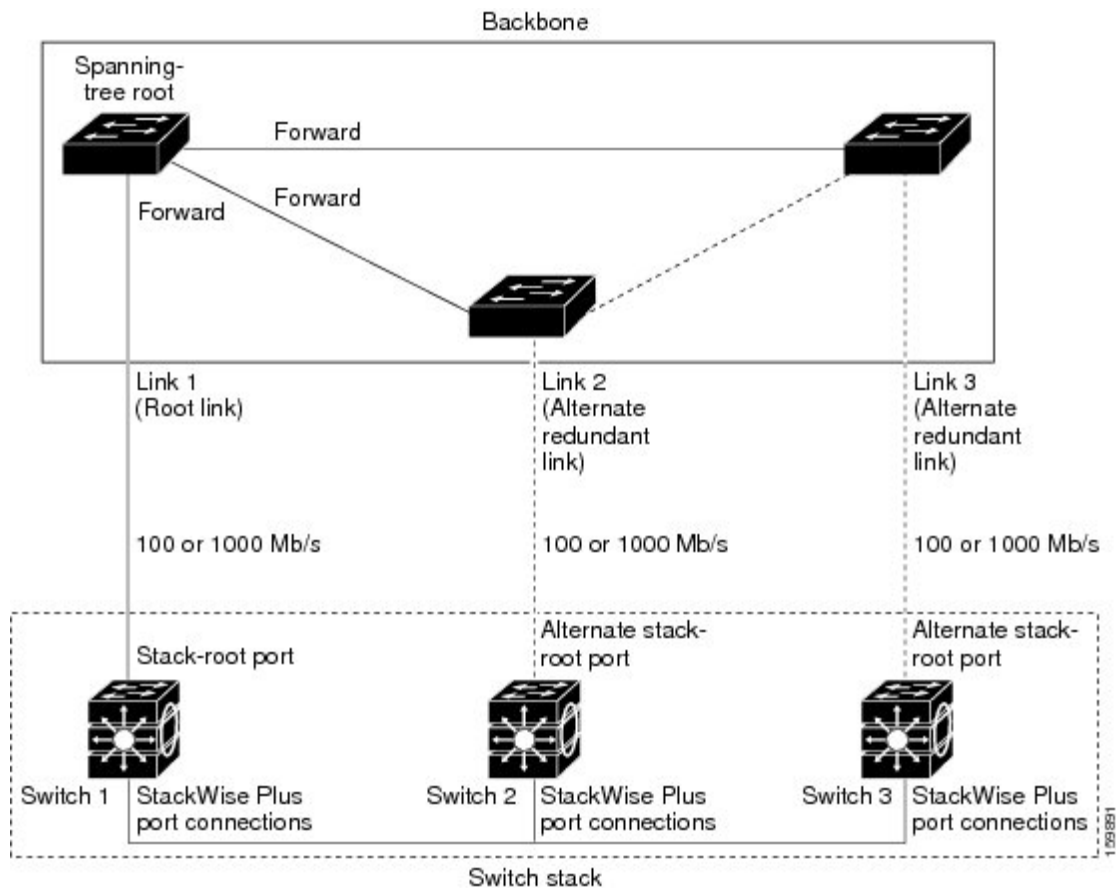 Backbone
Spanning-
tree root
Forward
Forward
Forward
Link 1
(Root link)
Link 2
(Alternate
redundant
link)
Link 3
(Alternate
redundant
link)
100 or 1000 Mb/s
100 or 1000 Mb/s
100 or 1000 Mb/s
Stack-root port
Alternate stack-
root port
Alternate stack-
root port
Switch 1
StackWise Plus
port connections
Switch 2
StackWise Plus
port connections
Switch 3
StackWise Plus
port connections
Switch stack
159891